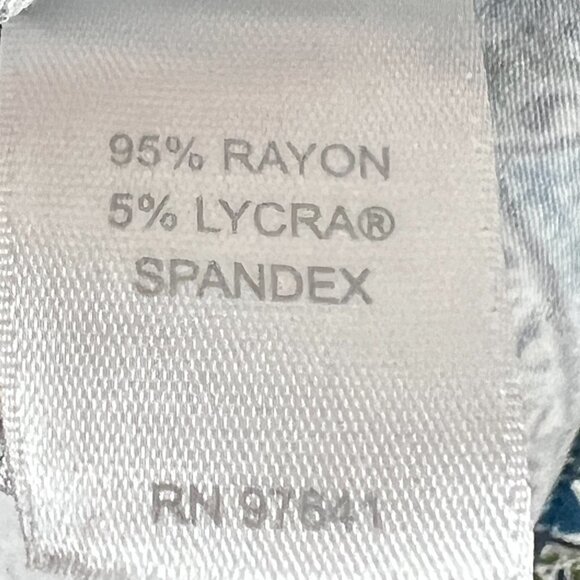 95% RAYON
5% LYCRA®
SPANDEX
RN 97641